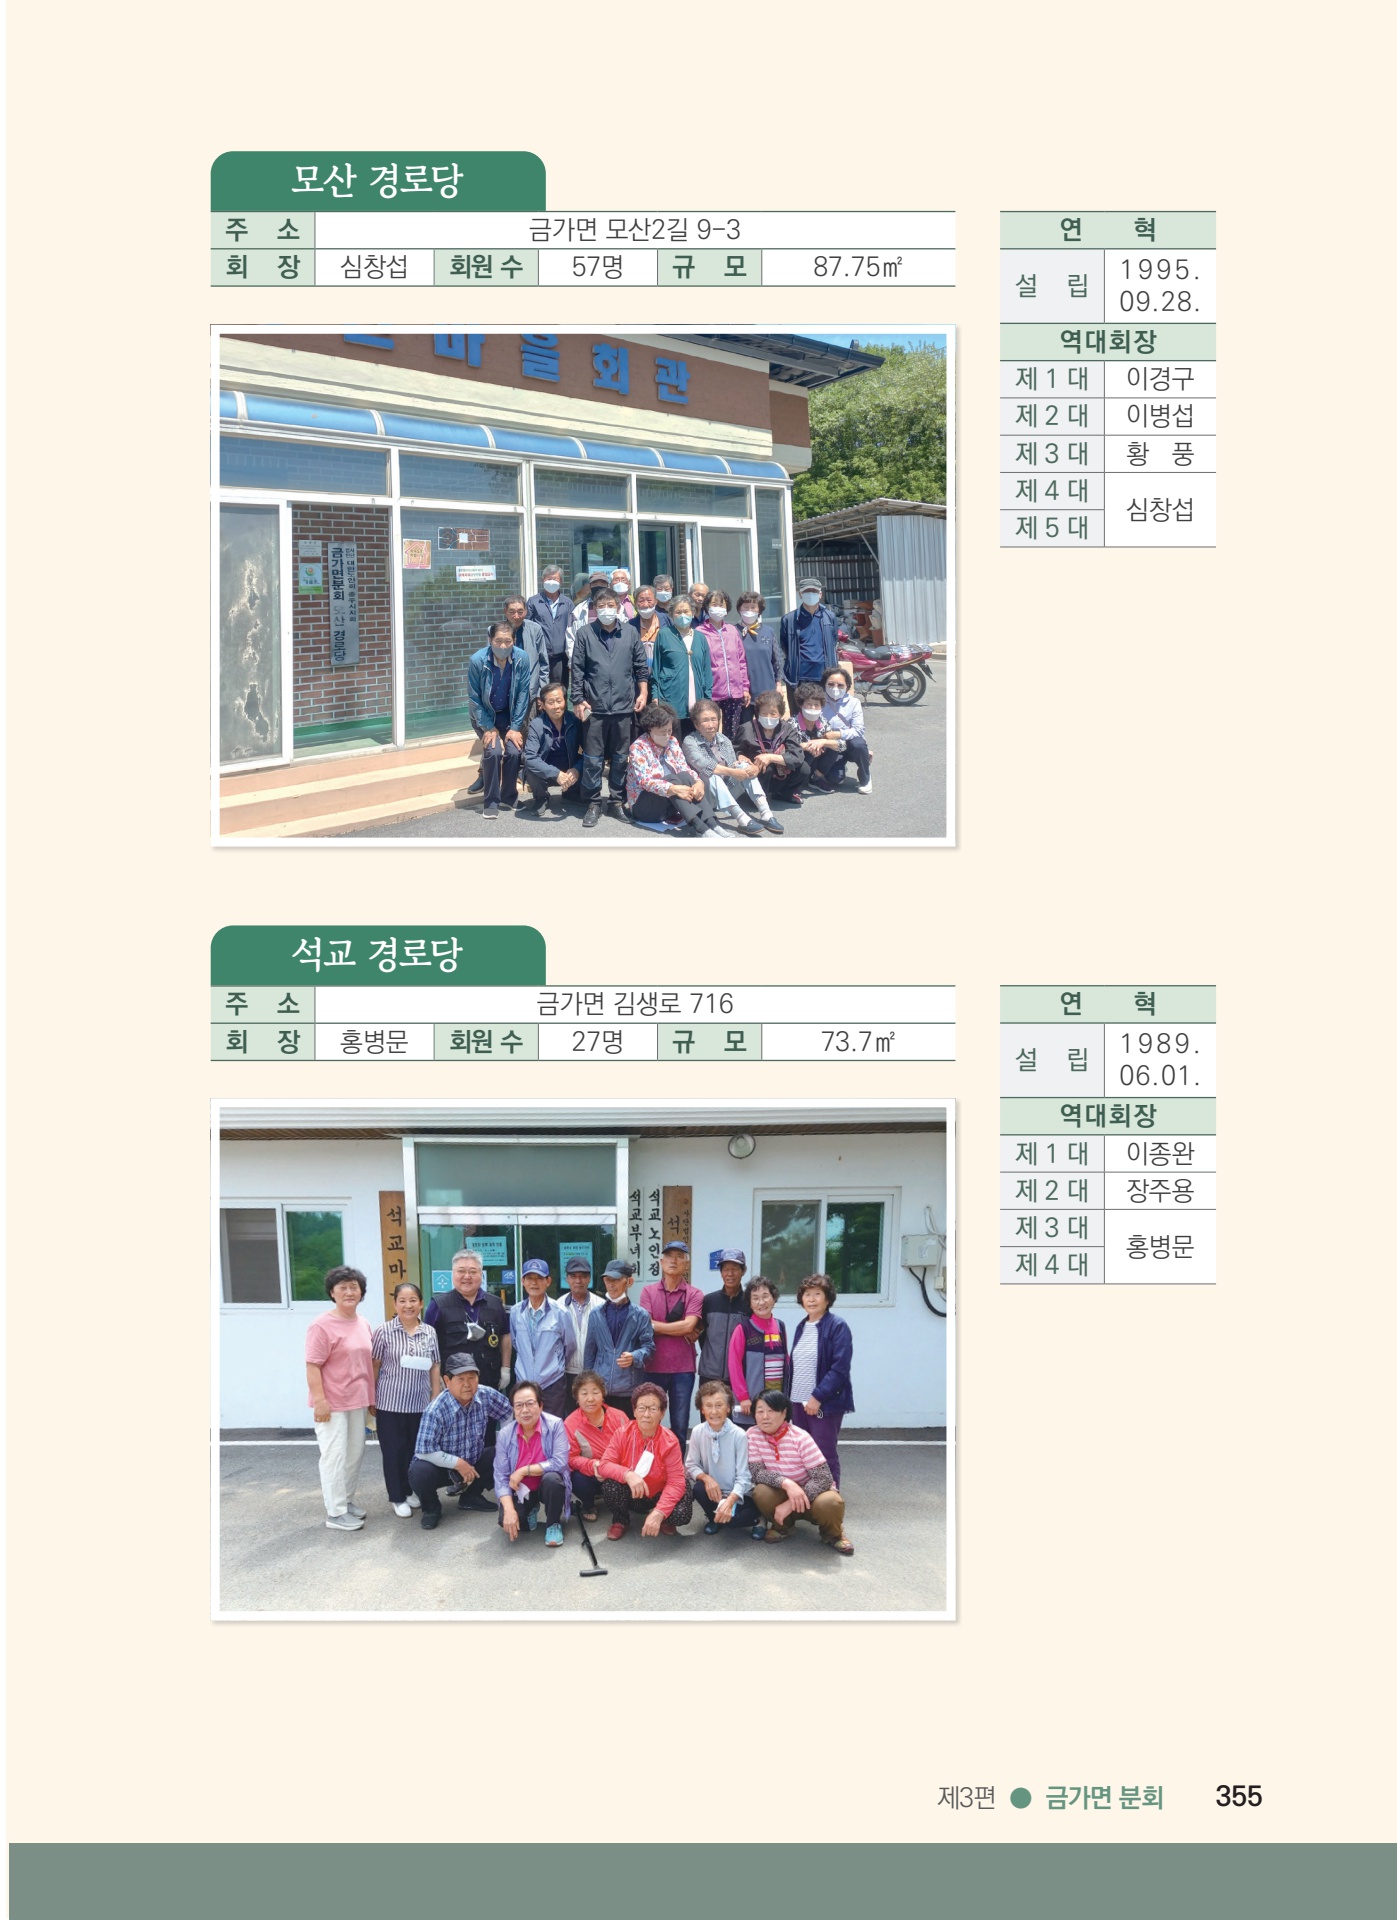 모산 경로당
주 소 금가면 모산2길 9-3
회 장 심창섭 회원 수 57명 규 모 87.75㎡
연 혁
설 립 1995.
09.28.
역대회장
제 1 대 이경구
제 2 대 이병섭
제 3 대 황 풍
제 4 대 심창섭
제 5 대
마을회관
금가면분회 모산 경로당
석교 경로당
주 소 금가면 김생로 716
회 장 홍병문 회원 수 27명 규 모 73.7㎡
연 혁
설 립 1989.
06.01.
역대회장
제 1 대 이종완
제 2 대 장주용
제 3 대 홍병문
제 4 대
석교마
석교부녀회
석교노인정
석
제3편 ● 금가면 분회 355